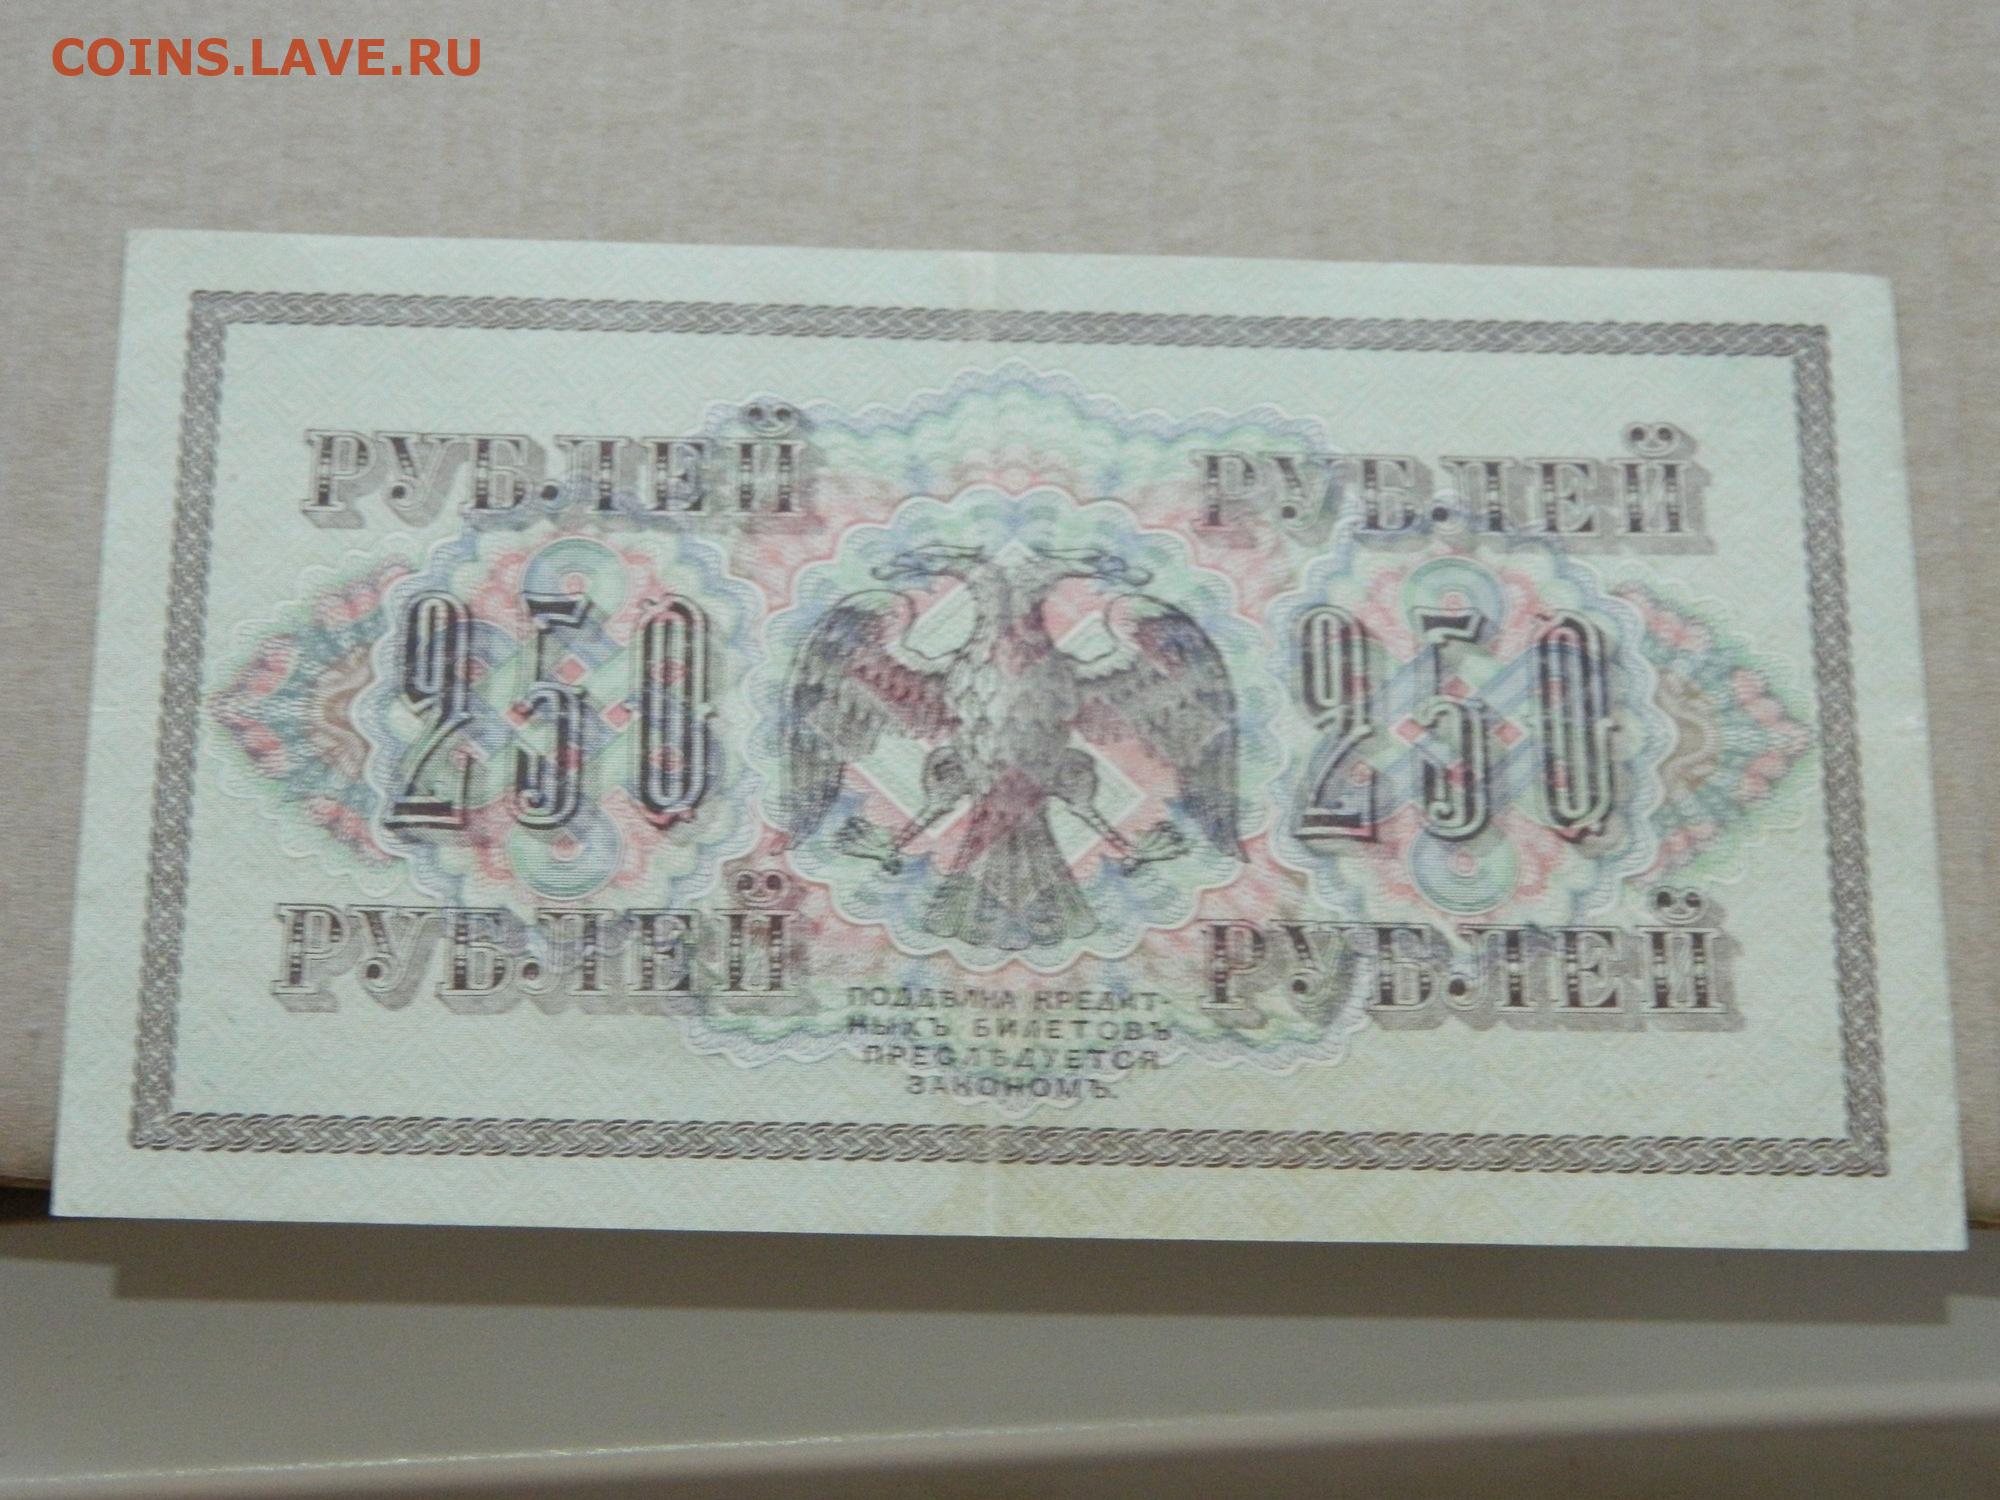 COINS.LAVE.RU
РУБЛЕЙ РУБЛЕЙ
250 250
РУБЛЕЙ РУБЛЕЙ
ПОДДѢЛКА КРЕДИТ-
НЫХЪ БИЛЕТОВЪ
ПРЕСЛѢДУЕТСЯ
ЗАКОНОМЪ.